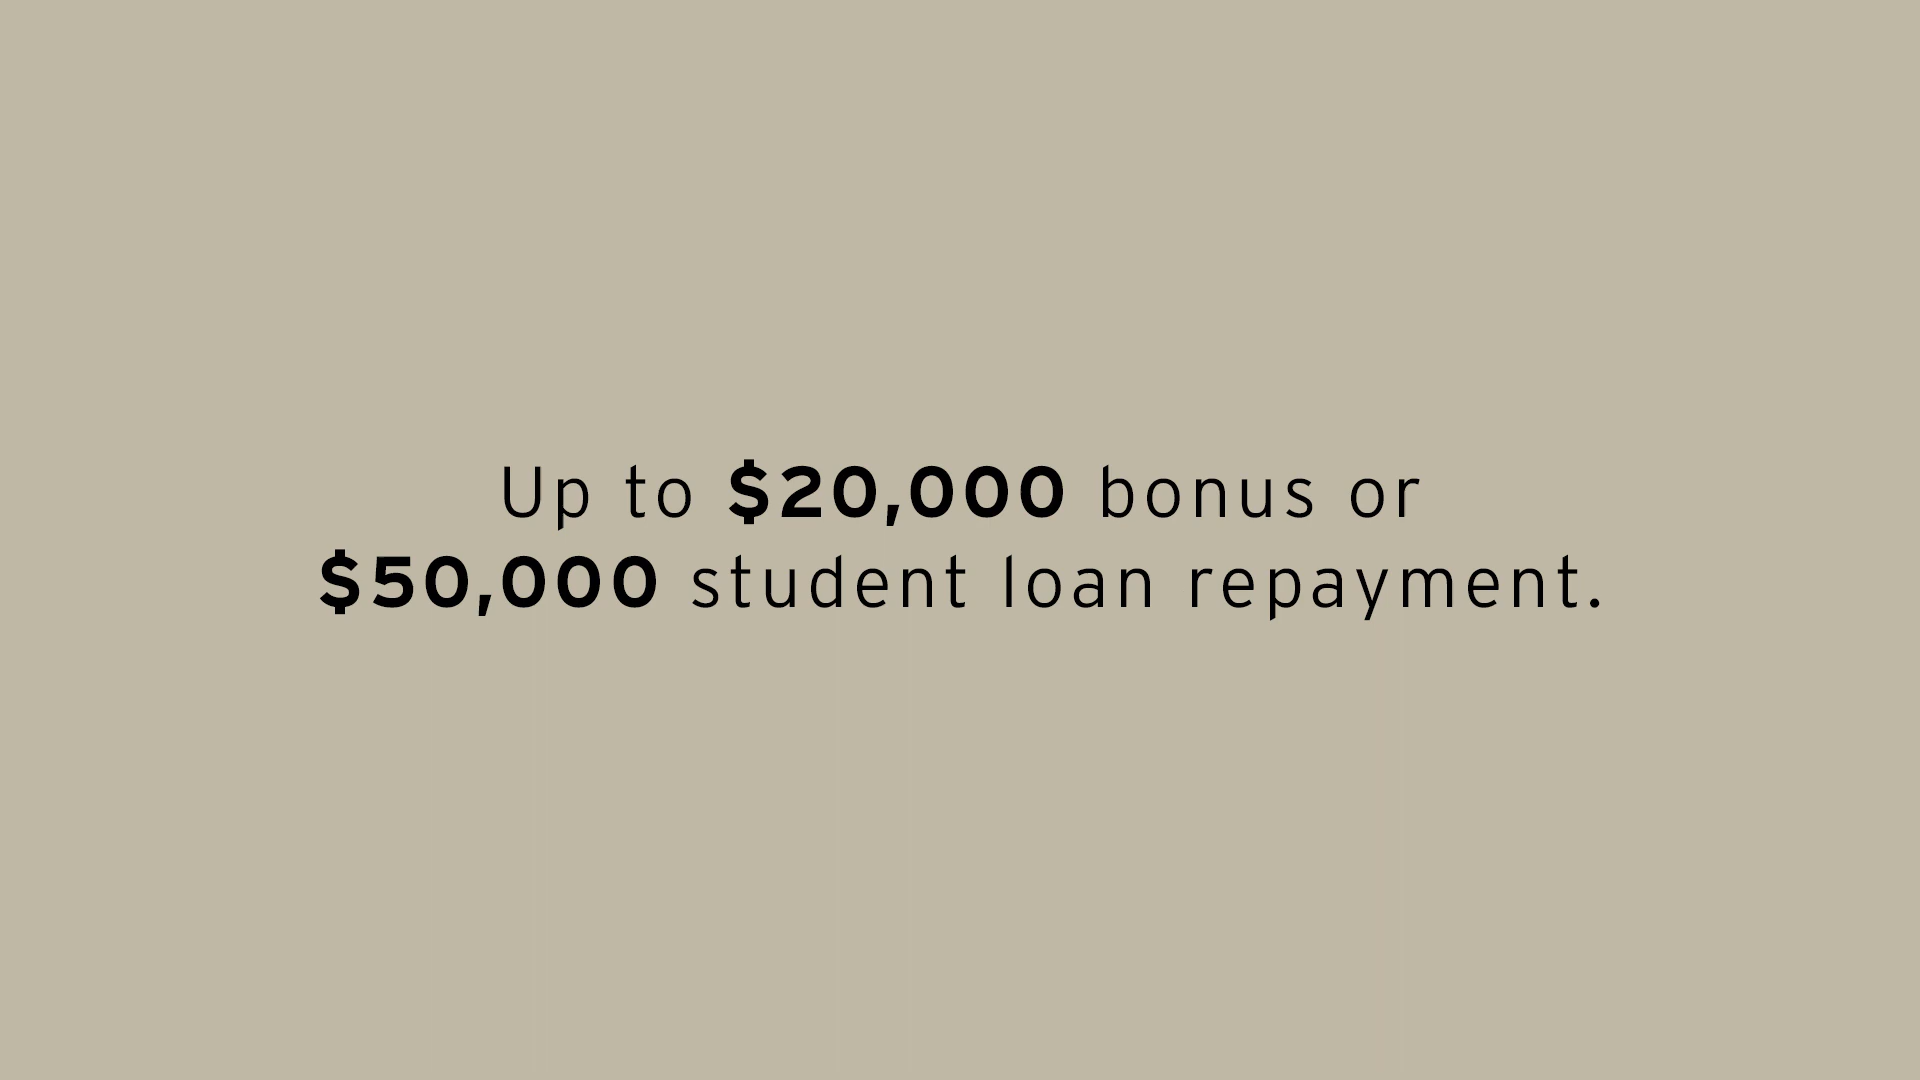 Up to $20,000 bonus or
$50,000 student loan repayment.